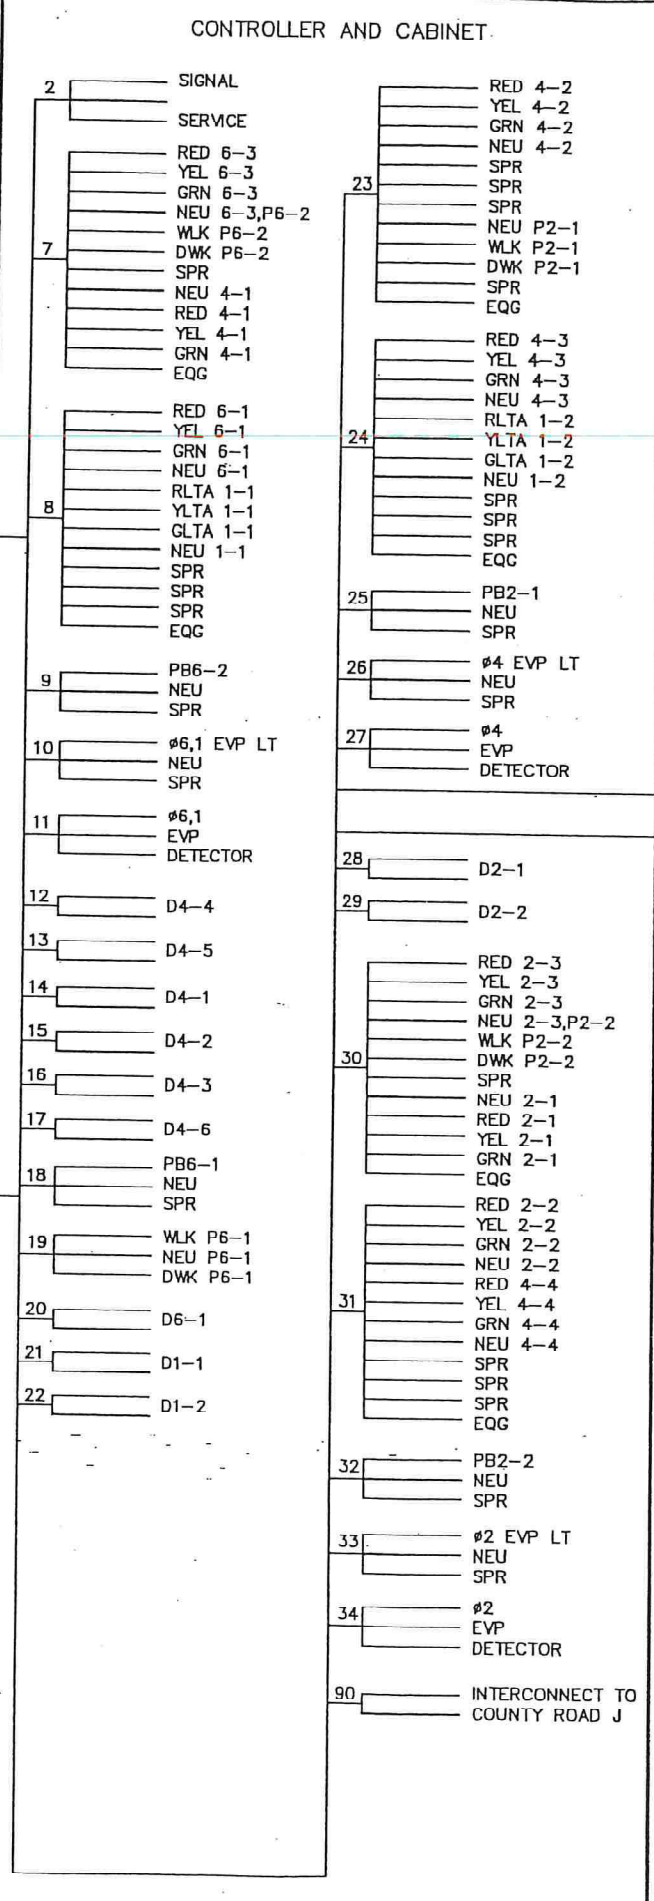 CONTROLLER AND CABINET
2
SIGNAL
SERVICE
7
RED 6-3
YEL 6-3
GRN 6-3
NEU 6-3,P6-2
WLK P6-2
DWK P6-2
SPR
NEU 4-1
RED 4-1
YEL 4-1
GRN 4-1
EQG
8
RED 6-1
YEL 6-1
GRN 6-1
NEU 6-1
RLTA 1-1
YLTA 1-1
GLTA 1-1
NEU 1-1
SPR
SPR
SPR
EQG
9
PB6-2
NEU
SPR
10
ø6,1 EVP LT
NEU
SPR
11
ø6,1
EVP
DETECTOR
12
D4-4
13
D4-5
14
D4-1
15
D4-2
16
D4-3
17
D4-6
18
PB6-1
NEU
SPR
19
WLK P6-1
NEU P6-1
DWK P6-1
20
D6-1
21
D1-1
22
D1-2
23
RED 4-2
YEL 4-2
GRN 4-2
NEU 4-2
SPR
SPR
SPR
NEU P2-1
WLK P2-1
DWK P2-1
SPR
EQG
24
RED 4-3
YEL 4-3
GRN 4-3
NEU 4-3
RLTA 1-2
YLTA 1-2
GLTA 1-2
NEU 1-2
SPR
SPR
SPR
EQG
25
PB2-1
NEU
SPR
26
ø4 EVP LT
NEU
SPR
27
ø4
EVP
DETECTOR
28
D2-1
29
D2-2
30
RED 2-3
YEL 2-3
GRN 2-3
NEU 2-3,P2-2
WLK P2-2
DWK P2-2
SPR
NEU 2-1
RED 2-1
YEL 2-1
GRN 2-1
EQG
31
RED 2-2
YEL 2-2
GRN 2-2
NEU 2-2
RED 4-4
YEL 4-4
GRN 4-4
NEU 4-4
SPR
SPR
SPR
EQG
32
PB2-2
NEU
SPR
33
ø2 EVP LT
NEU
SPR
34
ø2
EVP
DETECTOR
90
INTERCONNECT TO
COUNTY ROAD J